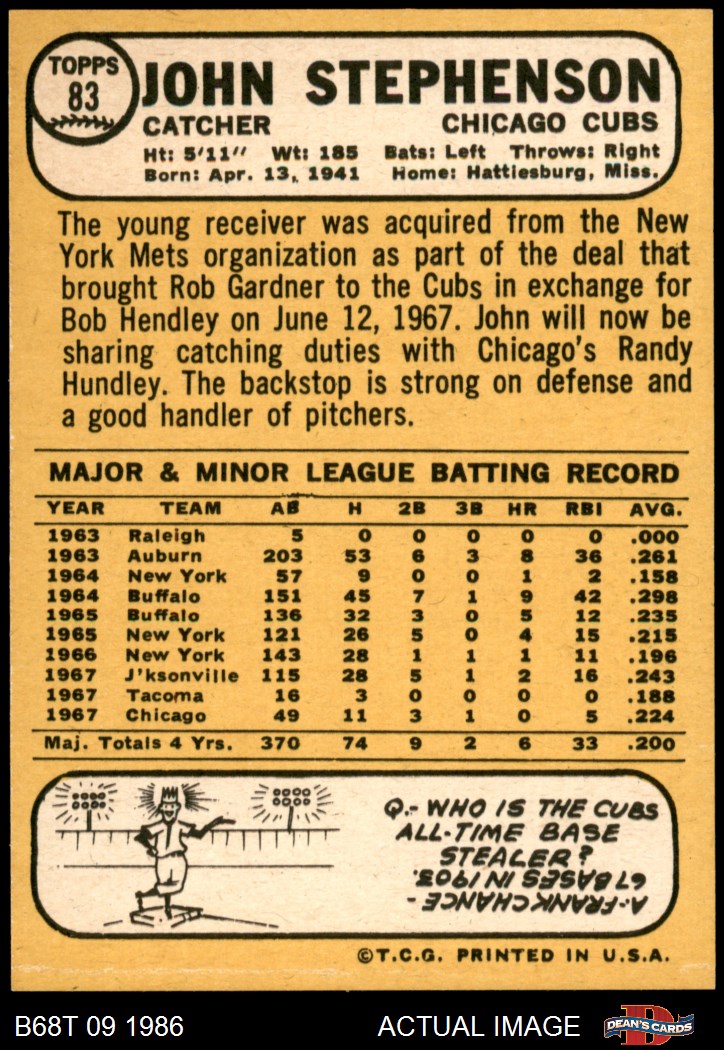 TOPPS
83
JOHN STEPHENSON
CATCHER CHICAGO CUBS
Ht: 5'11" Wt: 185 Bats: Left Throws: Right
Born: Apr. 13, 1941 Home: Hattiesburg, Miss.
The young receiver was acquired from the New
York Mets organization as part of the deal that
brought Rob Gardner to the Cubs in exchange for
Bob Hendley on June 12, 1967. John will now be
sharing catching duties with Chicago's Randy
Hundley. The backstop is strong on defense and
a good handler of pitchers.
MAJOR & MINOR LEAGUE BATTING RECORD
YEAR TEAM AB H 2B 3B HR RBI AVG.
1963 Raleigh 5 0 0 0 0 0 .000
1963 Auburn 203 53 6 3 8 36 .261
1964 New York 57 9 0 0 1 2 .158
1964 Buffalo 151 45 7 1 9 42 .298
1965 Buffalo 136 32 3 0 5 12 .235
1965 New York 121 26 5 0 4 15 .215
1966 New York 143 28 1 1 1 11 .196
1967 J'ksonville 115 28 5 1 2 16 .243
1967 Tacoma 16 3 0 0 0 0 .188
1967 Chicago 49 11 3 1 0 5 .224
Maj. Totals 4 Yrs. 370 74 9 2 6 33 .200
Q.- WHO IS THE CUBS
ALL-TIME BASE
STEALER?
A.-FRANK CHANCE -
67 BASES IN 1903.
©T.C.G. PRINTED IN U.S.A.
B68T 09 1986 ACTUAL IMAGE
D
DEAN'S CARDS